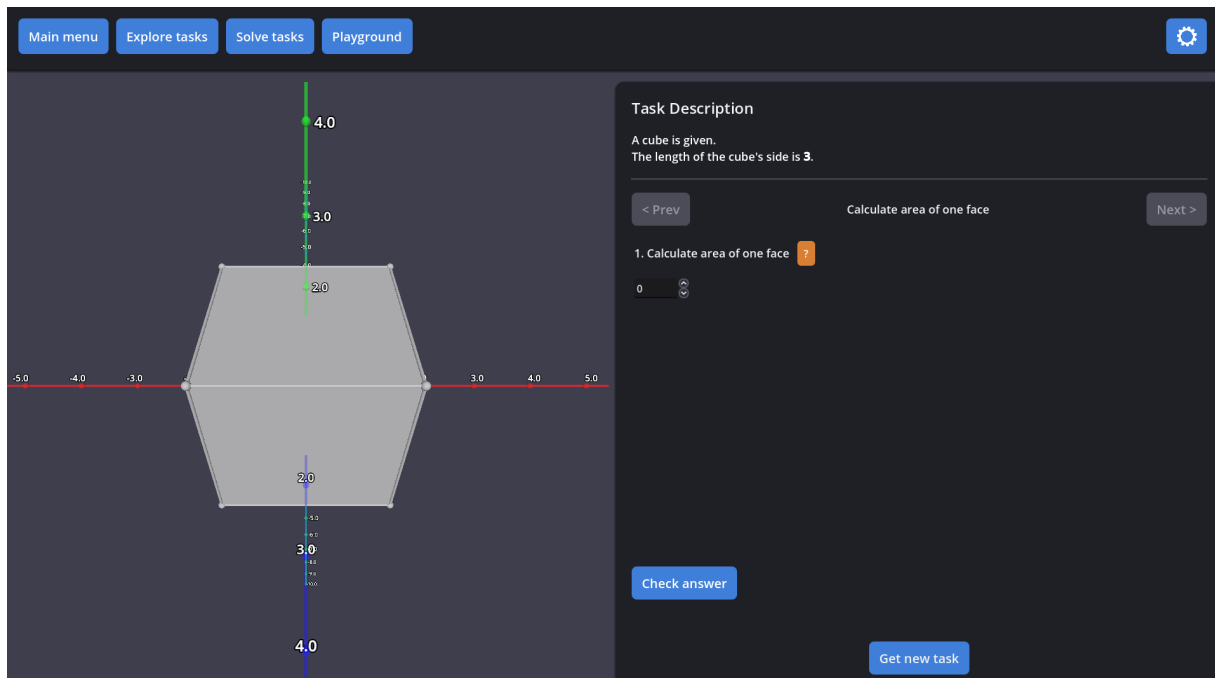 Main menu
Explore tasks
Solve tasks
Playground
4.0
3.0
2.0
-5.0
-4.0
-3.0
3.0
4.0
5.0
2.0
3.0
4.0
Task Description
A cube is given.
The length of the cube's side is 3.
< Prev
Calculate area of one face
Next >
1. Calculate area of one face
?
0
Check answer
Get new task